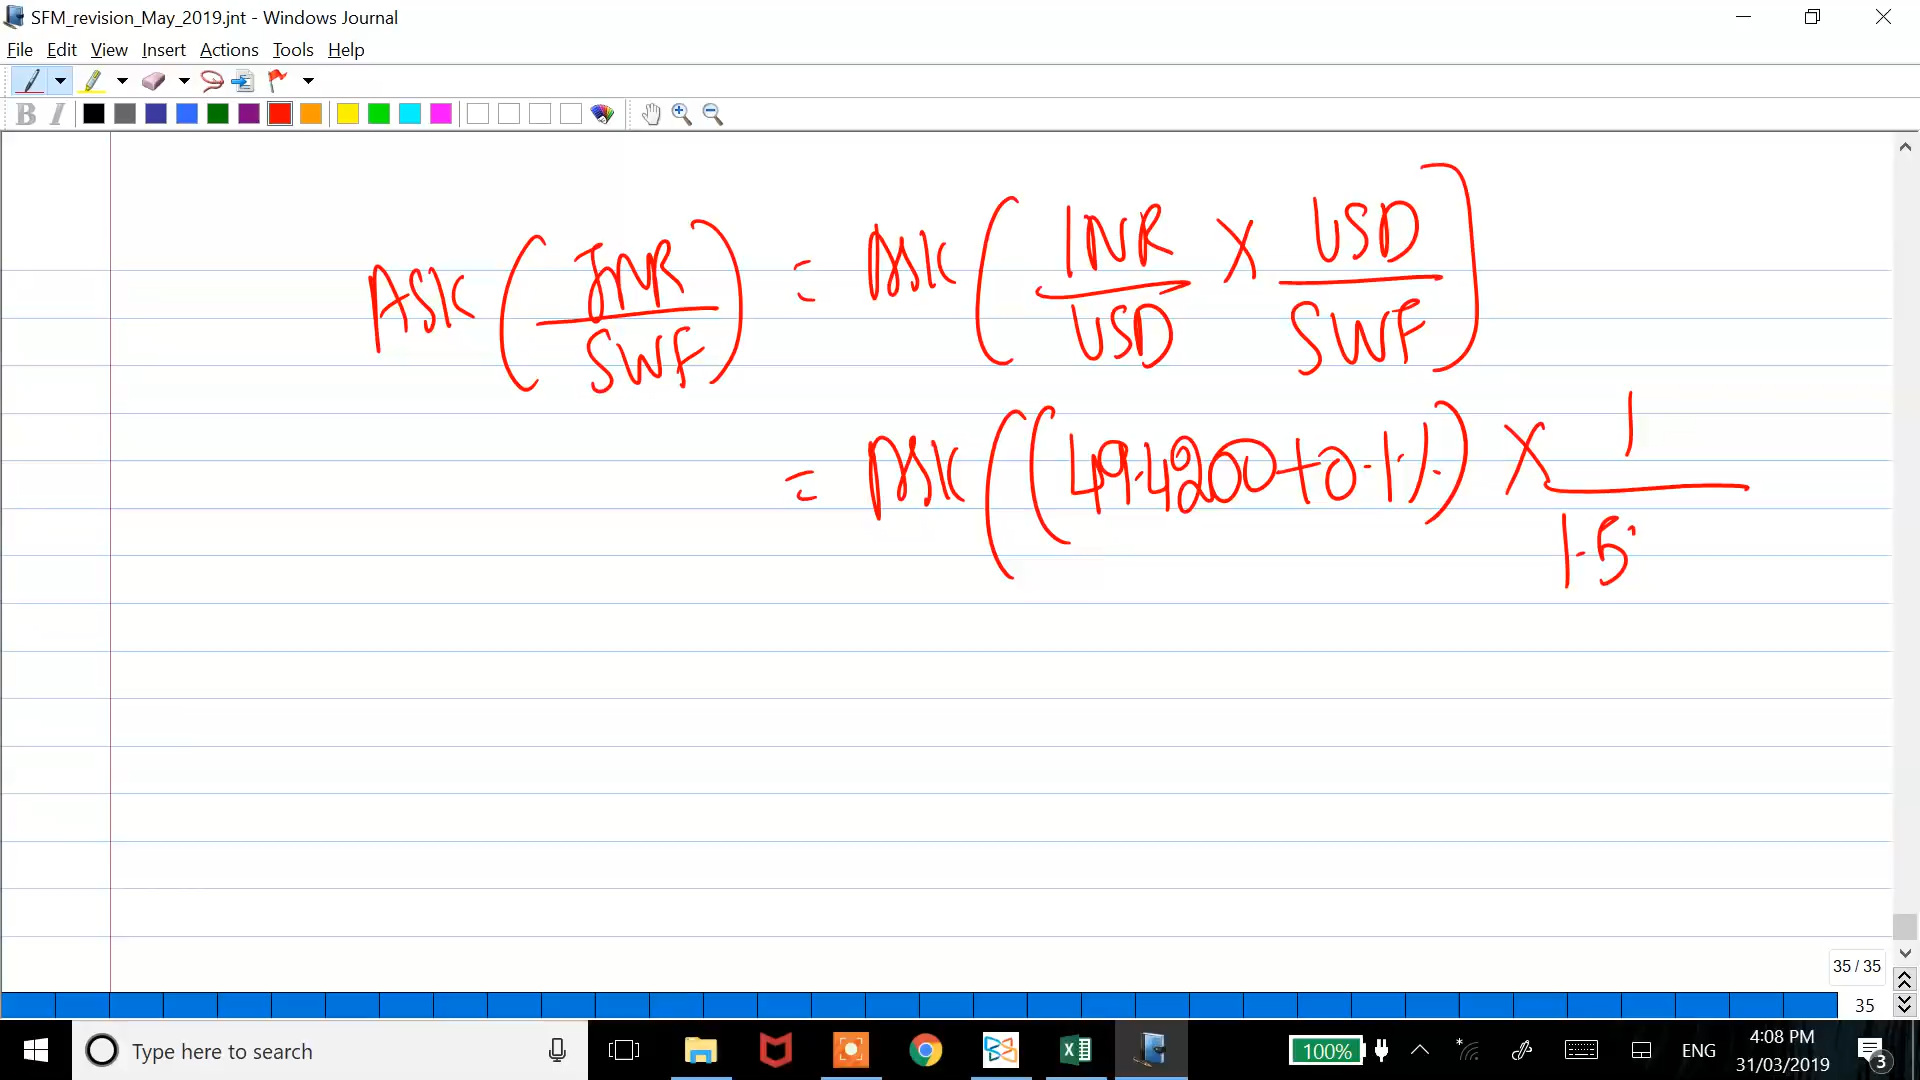 SFM_revision_May_2019.jnt - Windows Journal
File Edit View Insert Actions Tools Help
B I
ASK ( INR / SWF ) = ASK ( INR / USD X USD / SWF ]
= ASK ( ( 49.4200 + 0.1% ) X 1 / 1.5
35 / 35
35
Type here to search
100%
ENG
4:08 PM
31/03/2019
3